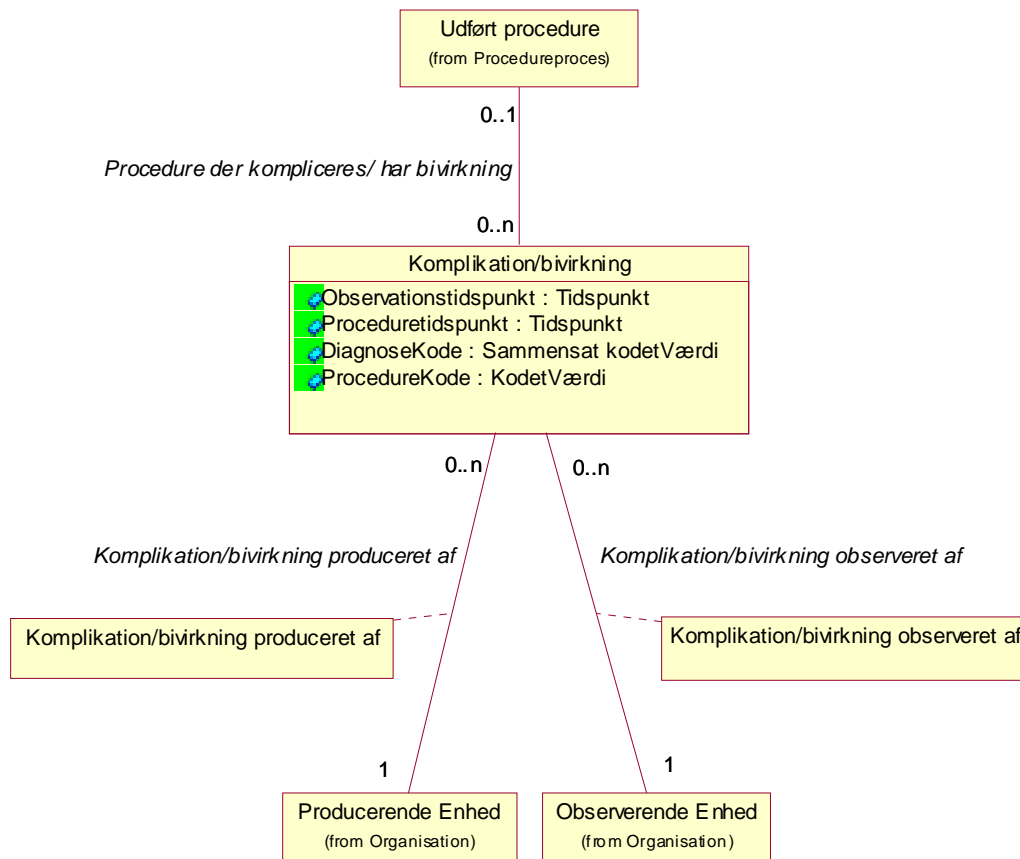 Udført procedure
(from Procedureproces)
0..1
Procedure der kompliceres/ har bivirkning
0..n
Komplikation/bivirkning
Observationstidspunkt : Tidspunkt
Proceduretidspunkt : Tidspunkt
DiagnoseKode : Sammensat kodetVærdi
ProcedureKode : KodetVærdi
0..n
0..n
Komplikation/bivirkning produceret af
Komplikation/bivirkning observeret af
Komplikation/bivirkning produceret af
Komplikation/bivirkning observeret af
1
1
Producerende Enhed
(from Organisation)
Observerende Enhed
(from Organisation)